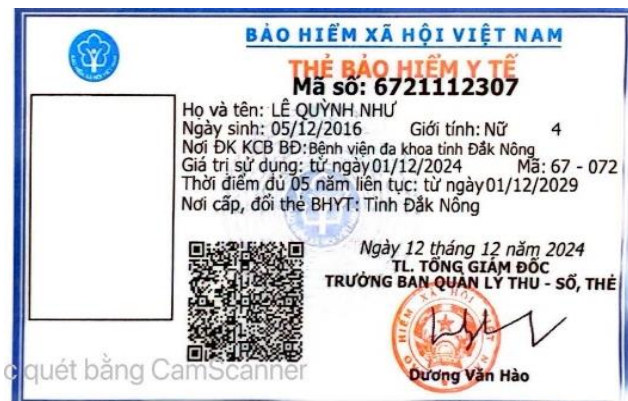 BẢO HIỂM XÃ HỘI VIỆT NAM
THẺ BẢO HIỂM Y TẾ
Mã số: 6721112307
Họ và tên: LÊ QUỲNH NHƯ
Ngày sinh: 05/12/2016 Giới tính: Nữ 4
Nơi ĐK KCB BĐ: Bệnh viện đa khoa tỉnh Đắk Nông
Giá trị sử dụng: từ ngày 01/12/2024 Mã: 67 - 072
Thời điểm đủ 05 năm liên tục: từ ngày 01/12/2029
Nơi cấp, đổi thẻ BHYT: Tỉnh Đắk Nông
Ngày 12 tháng 12 năm 2024
TL. TỔNG GIÁM ĐỐC
TRƯỞNG BAN QUẢN LÝ THU - SỔ, THẺ
Dương Văn Hào
quét bằng CamScanner